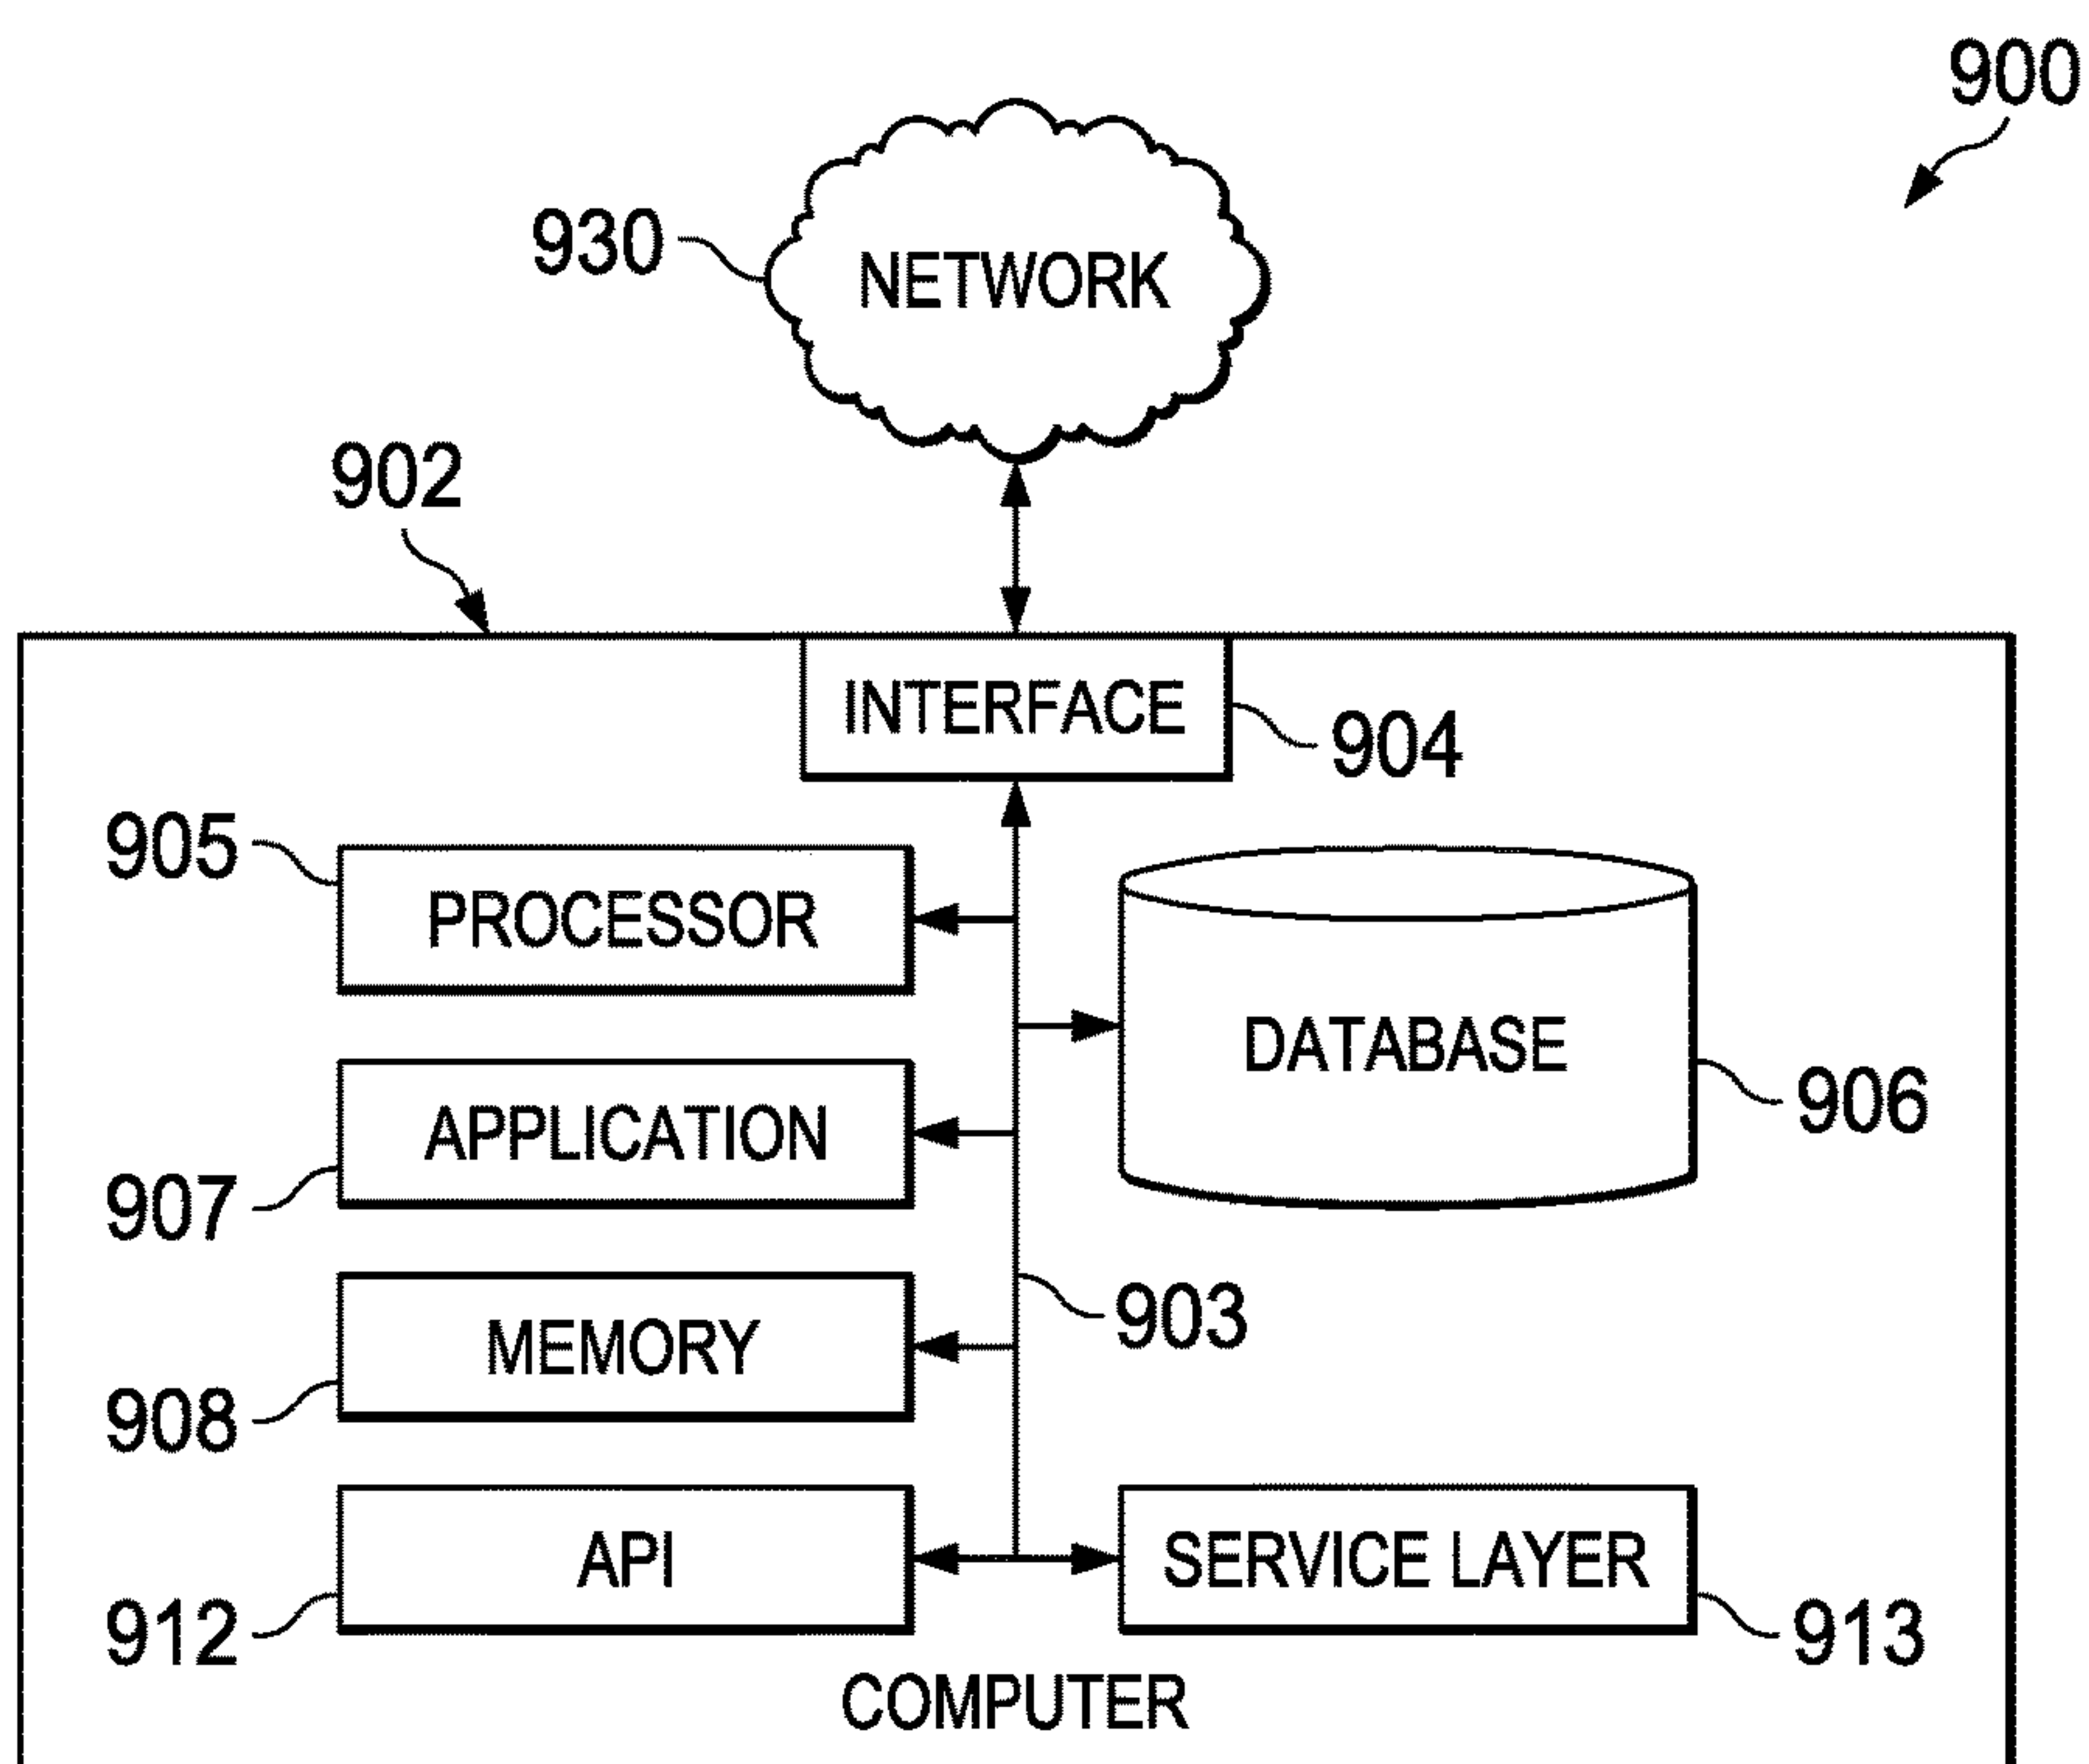 900
930
NETWORK
902
INTERFACE
904
905
PROCESSOR
DATABASE
906
APPLICATION
907
903
MEMORY
908
API
SERVICE LAYER
912
913
COMPUTER